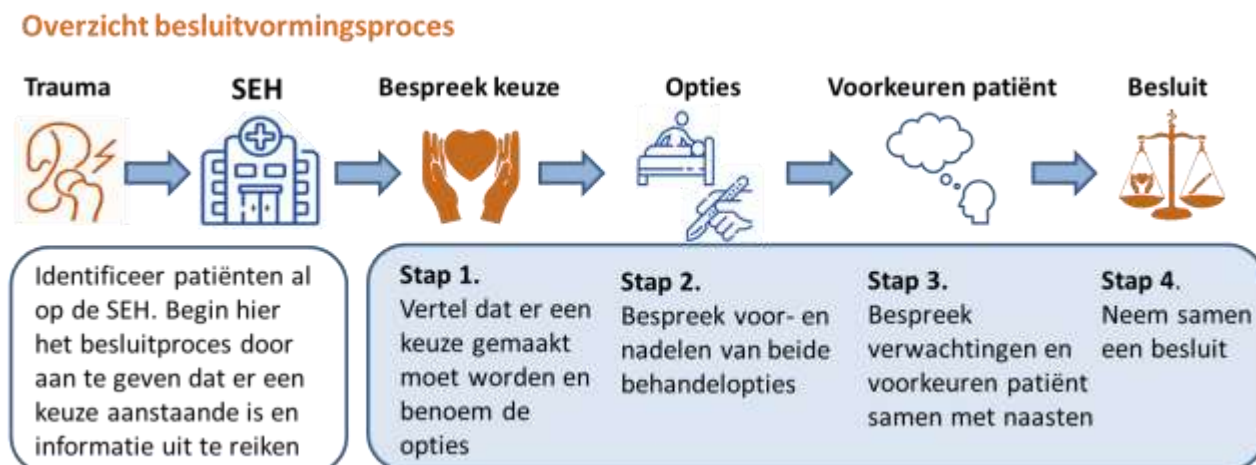 Overzicht besluitvormingsproces
Trauma
SEH
Bespreek keuze
Opties
Voorkeuren patiënt
Besluit
Identificeer patiënten al
op de SEH. Begin hier
het besluitproces door
aan te geven dat er een
keuze aanstaande is en
informatie uit te reiken
Stap 1.
Vertel dat er een
keuze gemaakt
moet worden en
benoem de
opties
Stap 2.
Bespreek voor- en
nadelen van beide
behandelopties
Stap 3.
Bespreek
verwachtingen en
voorkeuren patiënt
samen met naasten
Stap 4.
Neem samen
een besluit